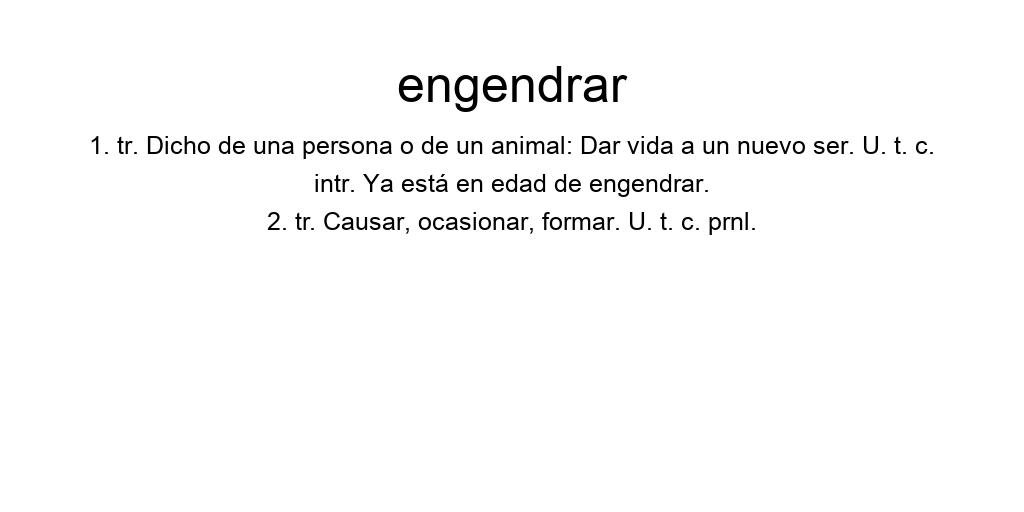 engendrar
1. tr. Dicho de una persona o de un animal: Dar vida a un nuevo ser. U. t. c.
intr. Ya está en edad de engendrar.
2. tr. Causar, ocasionar, formar. U. t. c. prnl.